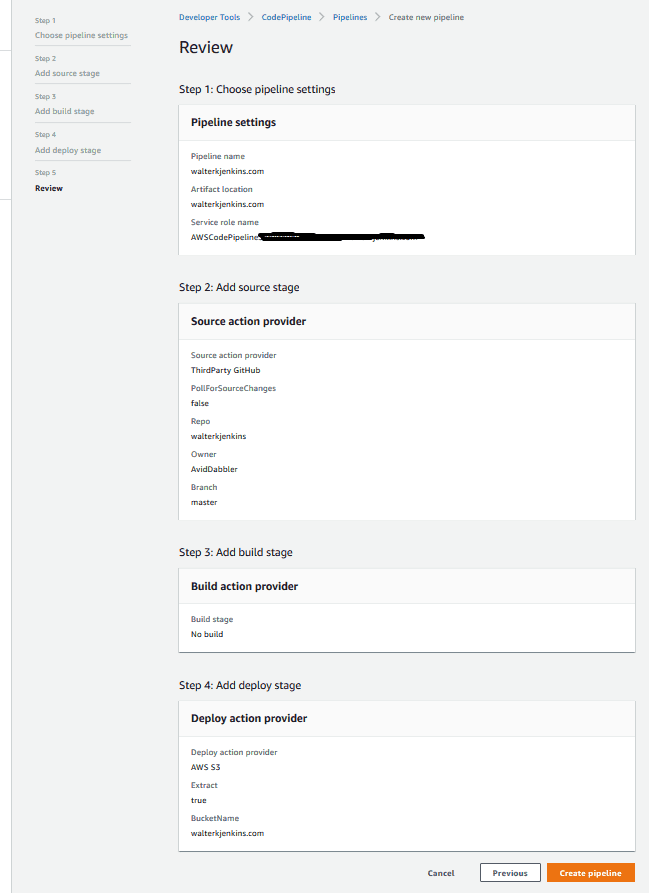 Step 1
Choose pipeline settings
Step 2
Add source stage
Step 3
Add build stage
Step 4
Add deploy stage
Step 5
Review
Developer Tools > CodePipeline > Pipelines > Create new pipeline
Review
Step 1: Choose pipeline settings
Pipeline settings
Pipeline name
walterkjenkins.com
Artifact location
walterkjenkins.com
Service role name
AWSCodePipeline
Step 2: Add source stage
Source action provider
Source action provider
ThirdParty GitHub
PollForSourceChanges
false
Repo
walterkjenkins
Owner
AvidDabbler
Branch
master
Step 3: Add build stage
Build action provider
Build stage
No build
Step 4: Add deploy stage
Deploy action provider
Deploy action provider
AWS S3
Extract
true
BucketName
walterkjenkins.com
Cancel Previous Create pipeline